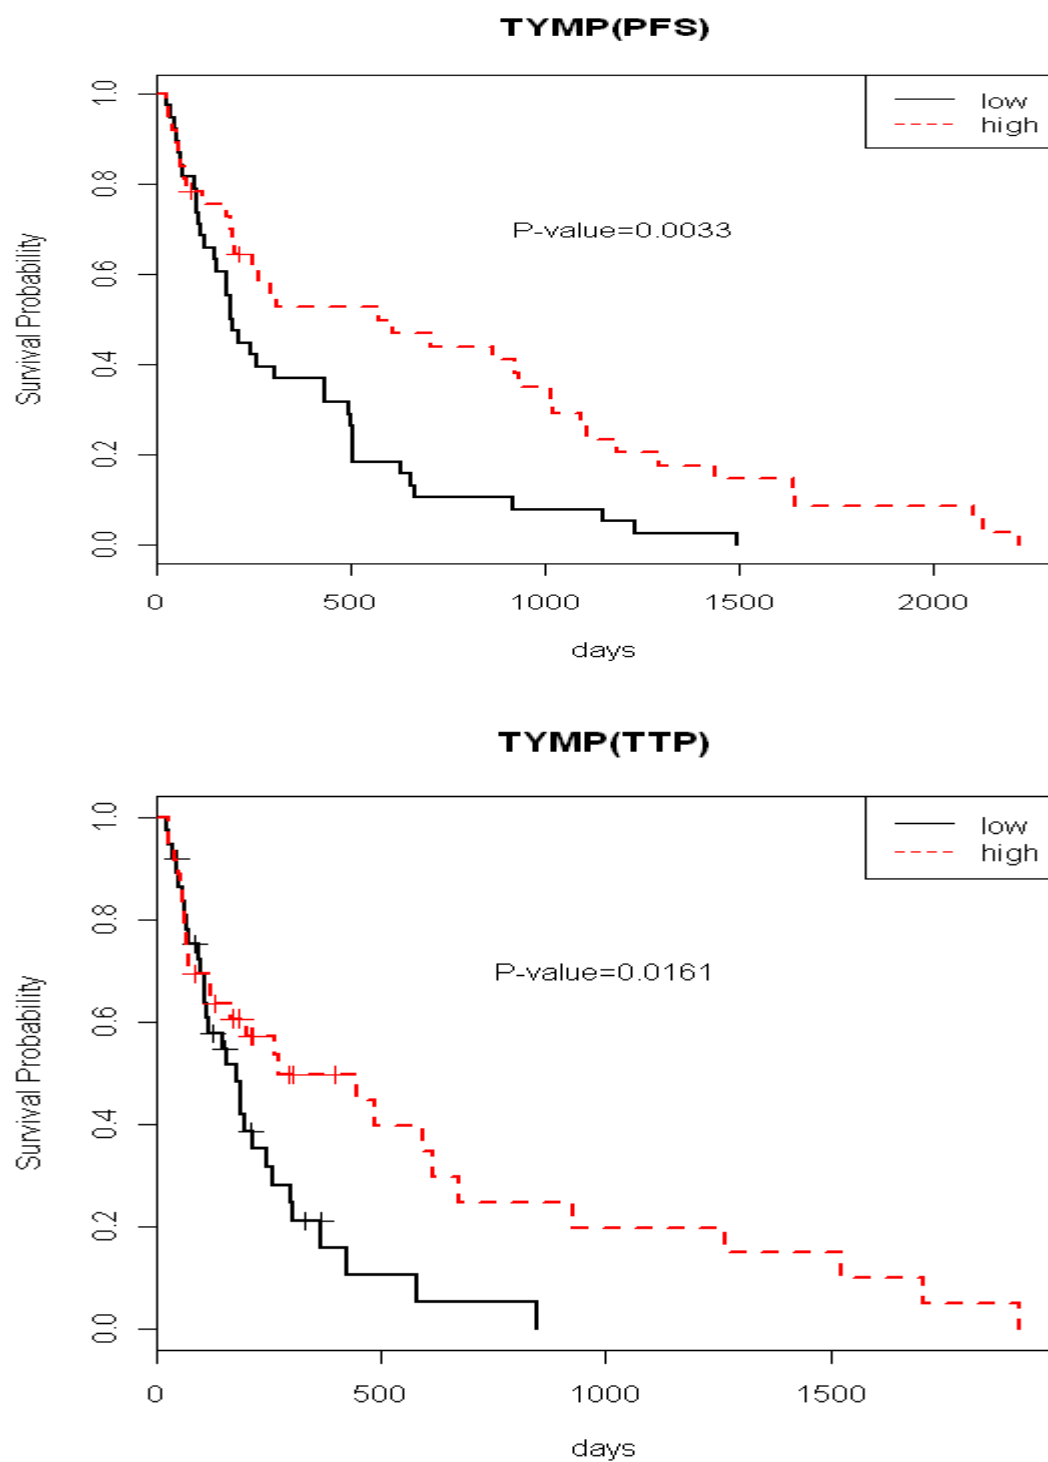 TYMP(PFS)
low
high
P-value=0.0033
Survival Probability
1.0
0.8
0.6
0.4
0.2
0.0
0 500 1000 1500 2000
days
TYMP(TTP)
low
high
P-value=0.0161
Survival Probability
1.0
0.8
0.6
0.4
0.2
0.0
0 500 1000 1500
days